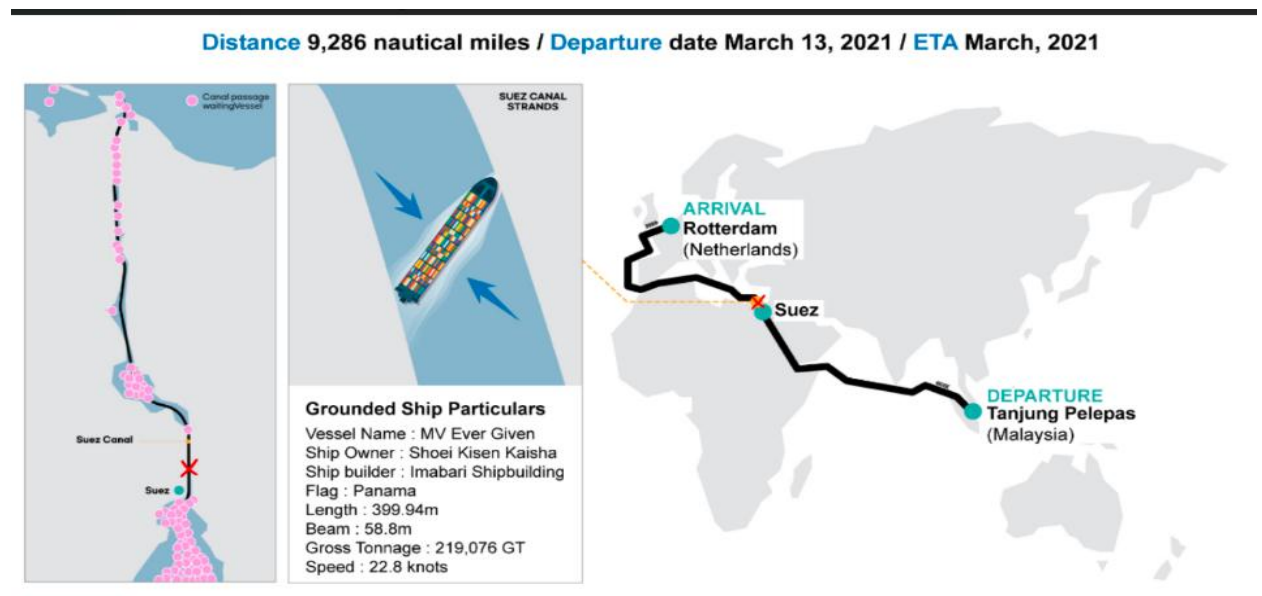 Distance 9,286 nautical miles / Departure date March 13, 2021 / ETA March, 2021
Canal passage
waitingVessel
Suez Canal
Suez
SUEZ CANAL
STRANDS
Grounded Ship Particulars
Vessel Name : MV Ever Given
Ship Owner : Shoei Kisen Kaisha
Ship builder : Imabari Shipbuilding
Flag : Panama
Length : 399.94m
Beam : 58.8m
Gross Tonnage : 219,076 GT
Speed : 22.8 knots
ARRIVAL
Rotterdam
(Netherlands)
Suez
DEPARTURE
Tanjung Pelepas
(Malaysia)